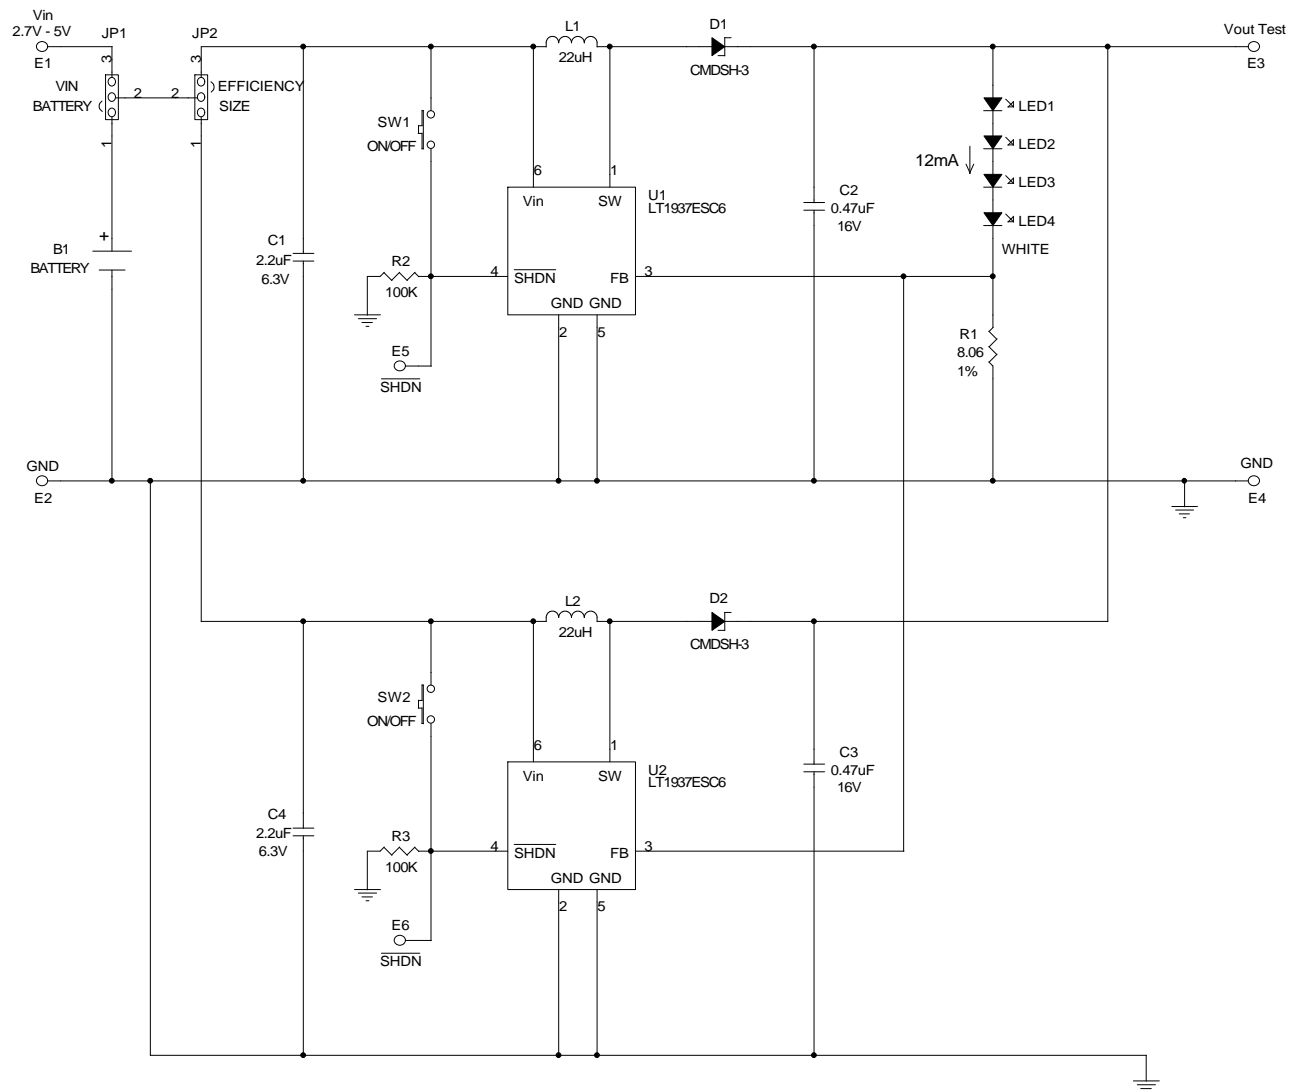 Vin
2.7V - 5V
E1
JP1
3
VIN
BATTERY
2
1
JP2
3
2
EFFICIENCY
SIZE
1
+
B1
BATTERY
GND
E2
C1
2.2uF
6.3V
SW1
ON/OFF
R2
100K
4
E5
SHDN
L1
22uH
6
1
Vin
SW
U1
LT1937ESC6
SHDN
FB
3
GND
GND
2
5
D1
CMDSH-3
C2
0.47uF
16V
12mA
LED1
LED2
LED3
LED4
WHITE
R1
8.06
1%
Vout Test
E3
GND
E4
C4
2.2uF
6.3V
SW2
ON/OFF
R3
100K
4
E6
SHDN
L2
22uH
6
1
Vin
SW
U2
LT1937ESC6
SHDN
FB
3
GND
GND
2
5
D2
CMDSH-3
C3
0.47uF
16V